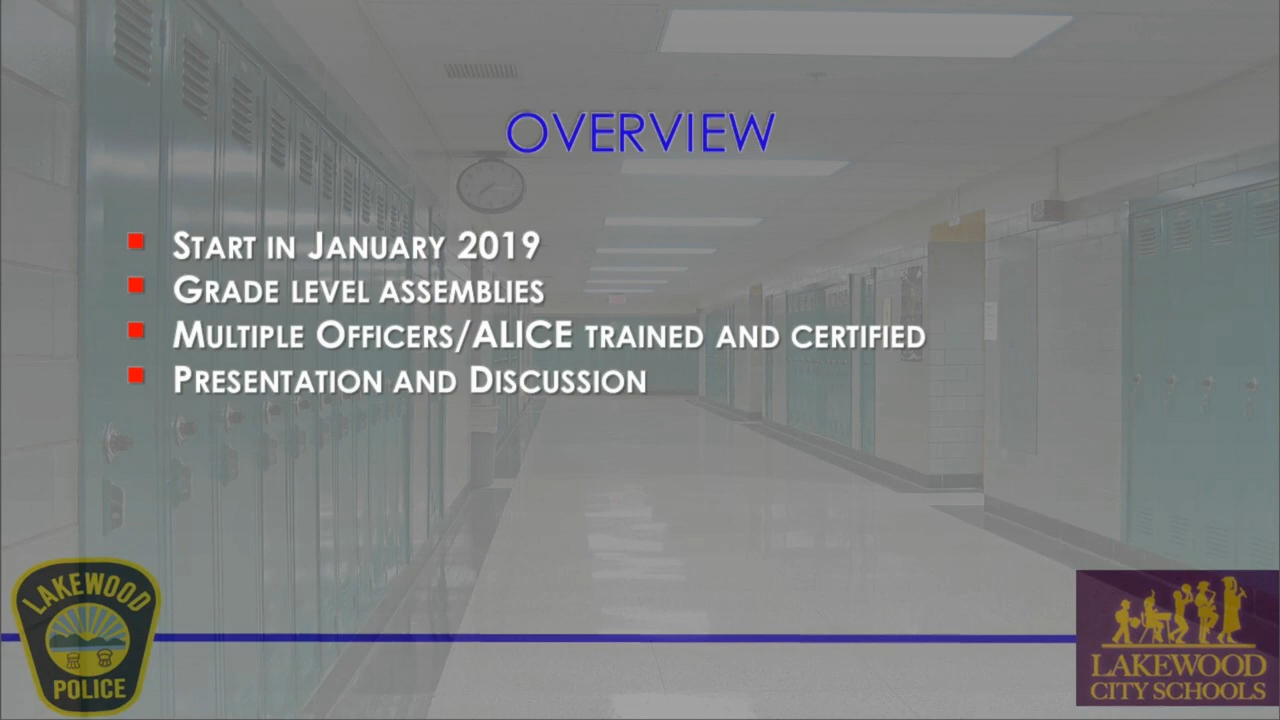 OVERVIEW
START IN JANUARY 2019
GRADE LEVEL ASSEMBLIES
MULTIPLE OFFICERS/ALICE TRAINED AND CERTIFIED
PRESENTATION AND DISCUSSION
LAKEWOOD
POLICE
LAKEWOOD
CITY SCHOOLS